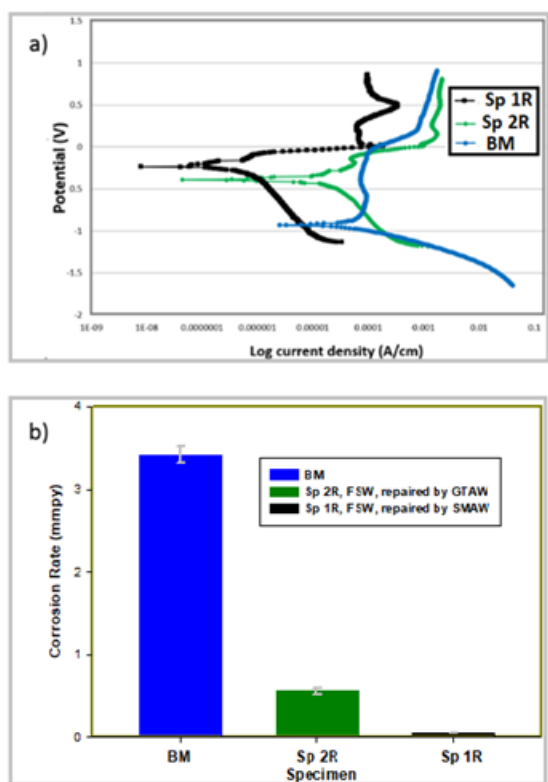 a)
1
0.5
0
0.5
-1
-1.5
-2
Potential (V)
1E-09
1E-08
0.0000001
0.000001
0.00001
0.0001
0.001
0.01
0.1
Log current density (A/cm)
Sp 1R
Sp 2R
BM
b)
4
3
2
1
0
Corrosion Rate (mmpy)
BM
Sp 2R, FSW, repaired by GTAW
Sp 1R, FSW, repaired by SMAW
BM
Sp 2R
Sp 1R
Specimen